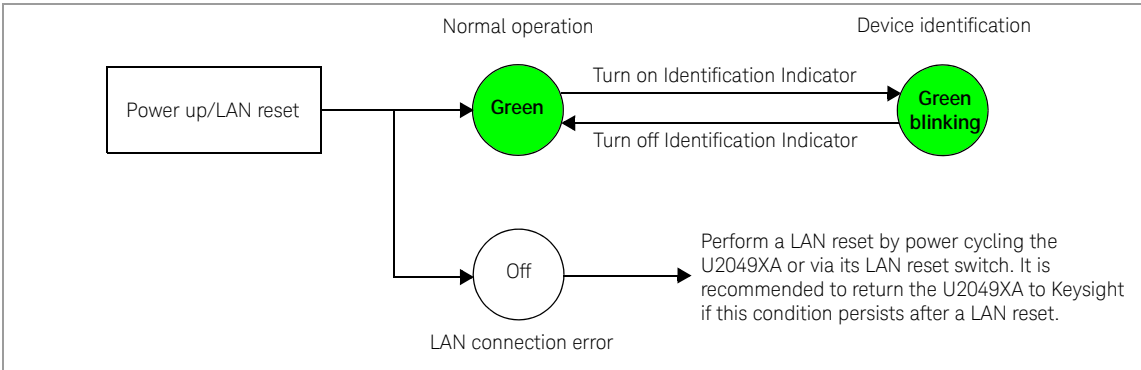 Normal operation
Device identification
Turn on Identification Indicator
Power up/LAN reset
Green
Green
blinking
Turn off Identification Indicator
Off
Perform a LAN reset by power cycling the
U2049XA or via its LAN reset switch. It is
recommended to return the U2049XA to Keysight
if this condition persists after a LAN reset.
LAN connection error